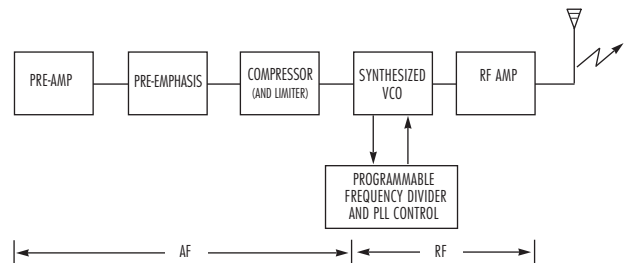 PRE-AMP
PRE-EMPHASIS
COMPRESSOR
(AND LIMITER)
SYNTHESIZED
VCO
RF AMP
PROGRAMMABLE
FREQUENCY DIVIDER
AND PLL CONTROL
AF
RF